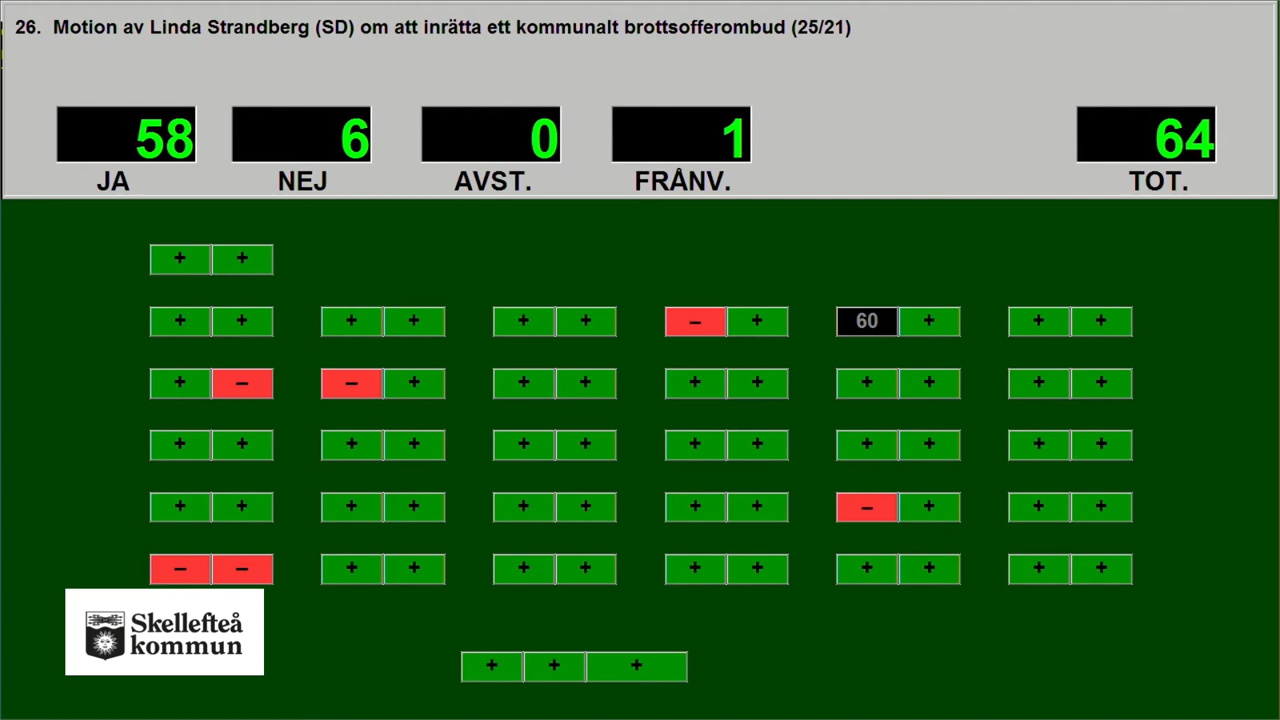 26. Motion av Linda Strandberg (SD) om att inrätta ett kommunalt brottsofferombud (25/21)
58 6 0 1 64
JA NEJ AVST. FRÅNV. TOT.
+ +
+ + + + + + – + 60 + + +
+ – – + + + + + + + + +
+ + + + + + + + + + + +
+ + + + + + + + – + + +
– – + + + + + + + + + +
Skellefteå
kommun
+ + +